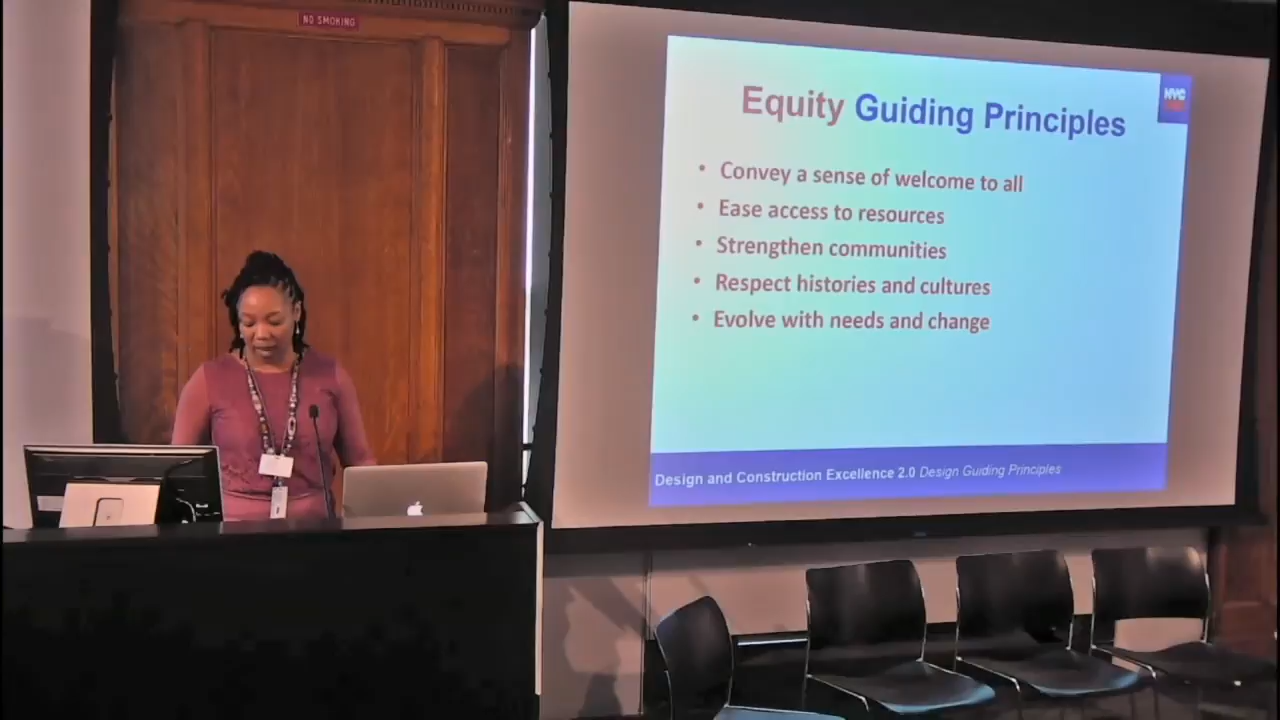 NO SMOKING
NYC
Equity Guiding Principles
• Convey a sense of welcome to all
• Ease access to resources
• Strengthen communities
• Respect histories and cultures
• Evolve with needs and change
Design and Construction Excellence 2.0 Design Guiding Principles